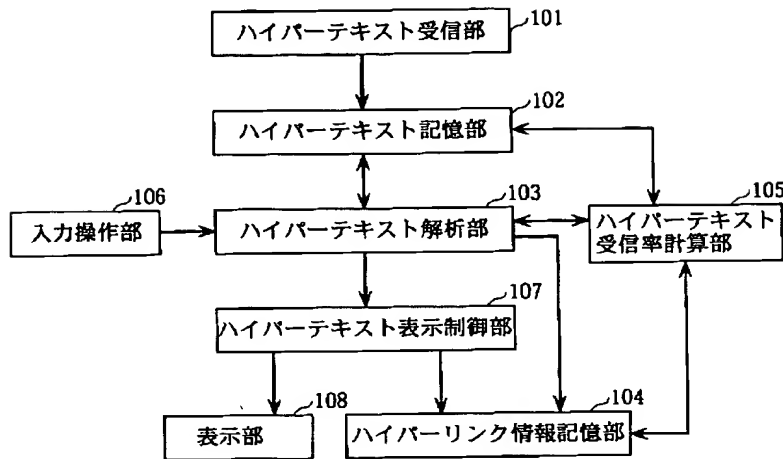 ハイパーテキスト受信部
101
ハイパーテキスト記憶部
102
ハイパーテキスト解析部
103
入力操作部
106
ハイパーテキスト
受信率計算部
105
ハイパーテキスト表示制御部
107
表示部
108
ハイパーリンク情報記憶部
104